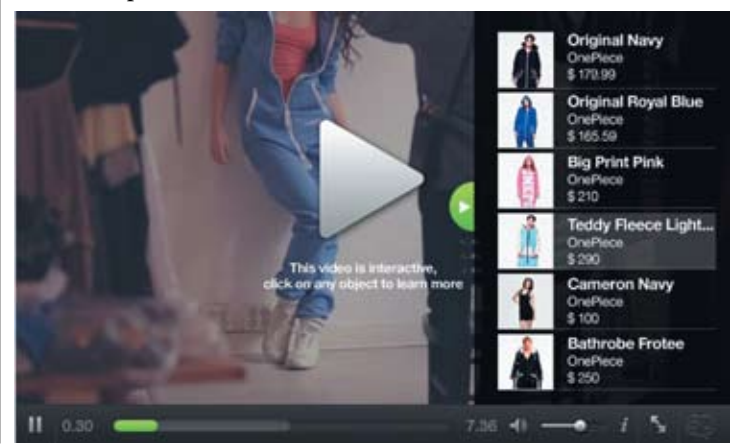 This video is interactive,
click on any object to learn more
Original Navy
OnePiece
$ 179.99
Original Royal Blue
OnePiece
$ 165.59
Big Print Pink
OnePiece
$ 210
Teddy Fleece Light...
OnePiece
$ 290
Cameron Navy
OnePiece
$ 100
Bathrobe Frotee
OnePiece
$ 250
0.30
7.36
i